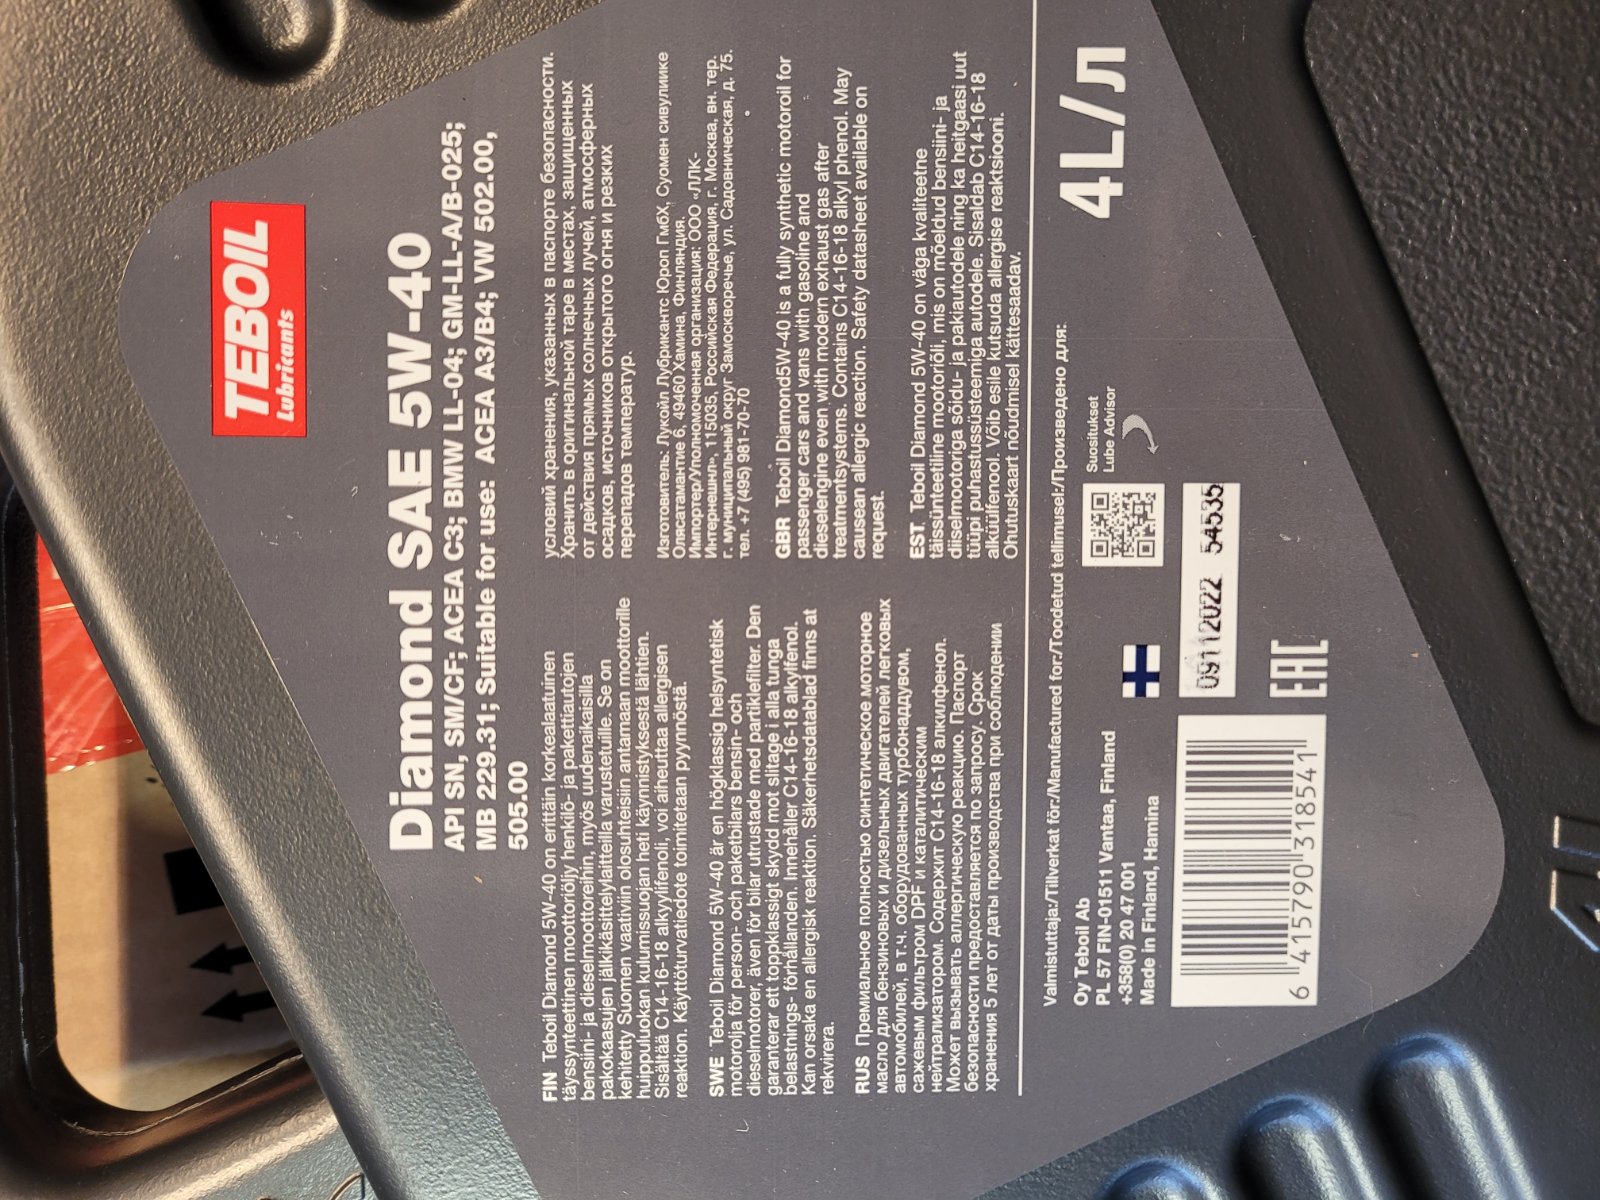 TEBOIL
Lubricants
Diamond SAE 5W-40
API SN, SM/CF; ACEA C3; BMW LL-04; GM-LL-A/B-025;
MB 229.31; Suitable for use: ACEA A3/B4; VW 502.00,
505.00
FIN Teboil Diamond 5W-40 on erittäin korkealaatuinen
täyssynteettinen moottoriöljy henkilö- ja pakettiautojen
bensiini- ja dieselmoottoreihin, myös uudenaikaisilla
pakokaasujen jälkikäsittelylaitteilla varustetuille. Se on
kehitetty Suomen vaativiin olosuhteisiin antamaan moottorille
huippuluokan kulumissuojan heti käynnistyksestä lähtien.
Sisältää C14-16-18 alkyylifenoli, voi aiheuttaa allergisen
reaktion. Käyttöturvatiedote toimitetaan pyynnöstä.
SWE Teboil Diamond 5W-40 är en högklassig helsyntetisk
motorolja för person- och paketbilars bensin- och
dieselmotorer, även för bilar utrustade med partikelfilter. Den
garanterar ett toppklassigt skydd mot slitage i alla tunga
belastnings- förhållanden. Innehåller C14-16-18 alkylfenol.
Kan orsaka en allergisk reaktion. Säkerhetsdatablad finns at
rekvirera.
RUS Премиальное полностью синтетическое моторное
масло для бензиновых и дизельных двигателей легковых
автомобилей, в т.ч. оборудованных турбонаддувом,
сажевым фильтром DPF и каталитическим
нейтрализатором. Содержит C14-16-18 алкилфенол.
Может вызывать аллергическую реакцию. Паспорт
безопасности предоставляется по запросу. Срок
хранения 5 лет от даты производства при соблюдении
условий хранения, указанных в паспорте безопасности.
Хранить в оригинальной таре в местах, защищенных
от действия прямых солнечных лучей, атмосферных
осадков, источников открытого огня и резких
перепадов температур.
Изготовитель: Лукойл Лубрикантс Юроп ГмбХ, Суомен сивулиике
Олясатамантие 6, 49460 Хамина, Финляндия.
Импортер/Уполномоченная организация: ООО «ЛЛК-
Интернешнл», 115035, Российская Федерация, г. Москва, вн. тер.
г. муниципальный округ Замоскворечье, ул. Садовническая, д. 75.
тел. +7 (495) 981-70-70
GBR Teboil Diamond5W-40 is a fully synthetic motoroil for
passenger cars and vans with gasoline and
dieselengine even with modern exhaust gas after
treatmentsystems. Contains C14-16-18 alkyl phenol. May
causean allergic reaction. Safety datasheet available on
request.
EST Teboil Diamond 5W-40 on väga kvaliteetne
täissünteetiline mootoriõli, mis on mõeldud bensiini- ja
diiselmootoriga sõidu- ja pakiautodele ning ka heitgaasi uut
tüüpi puhastussüsteemiga autodele. Sisaldab C14-16-18
alküülfenool. Võib esile kutsuda allergise reaktsiooni.
Ohutuskaart nõudmisel kättesaadav.
Valmistuttaja:/Tillverkat för:/Manufactured for:/Toodetud tellimusel:/Произведено для:
Oy Teboil Ab
PL 57 FIN-01511 Vantaa, Finland
+358(0) 20 47 001
Made in Finland, Hamina
Suositukset
Lube Advisor
4L/л
6 415790 318541
09112022 54535
EAC
4L